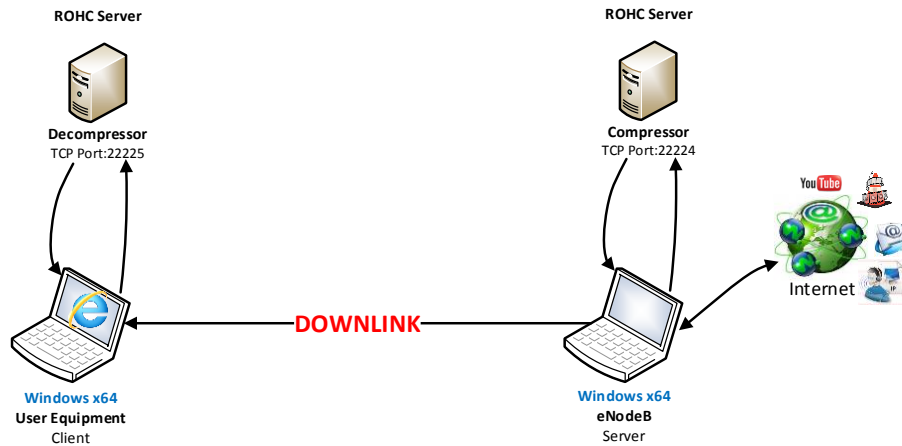 ROHC Server
ROHC Server
Decompressor
TCP Port:22225
Compressor
TCP Port:22224
YouTube
@
@
Internet
IP
DOWNLINK
Windows x64
User Equipment
Client
Windows x64
eNodeB
Server